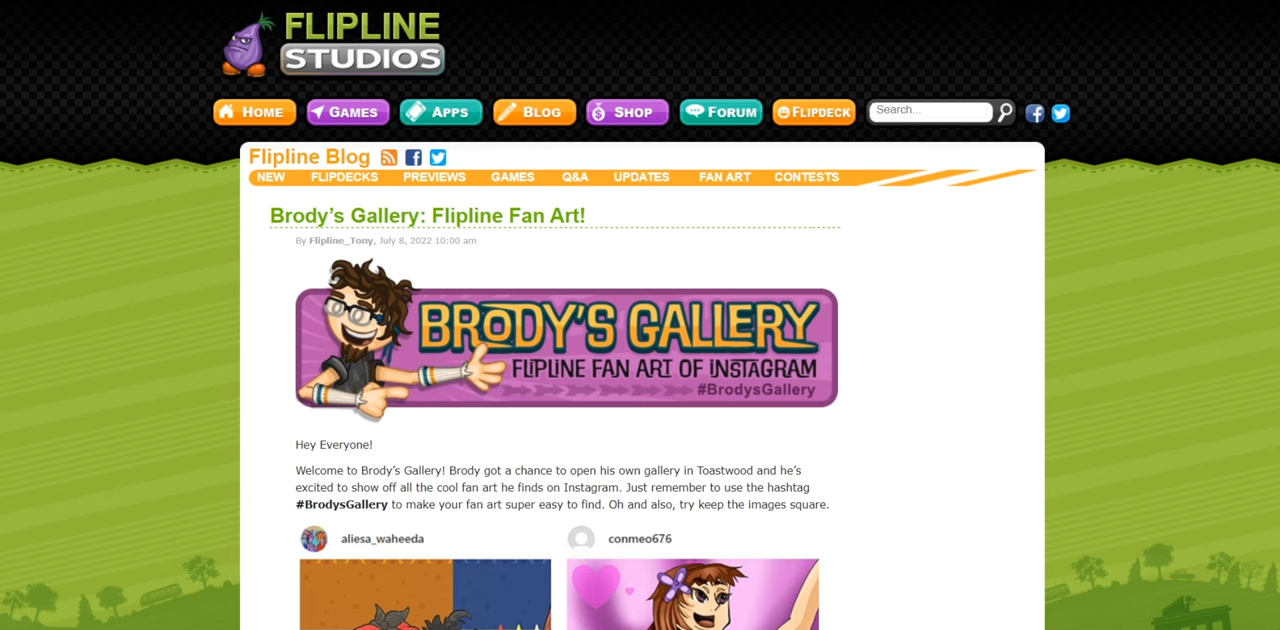 FLIPLINE
STUDIOS
HOME GAMES APPS BLOG SHOP FORUM FLIPDECK Search...
Flipline Blog
NEW FLIPDECKS PREVIEWS GAMES Q&A UPDATES FAN ART CONTESTS
Brody’s Gallery: Flipline Fan Art!
By Flipline_Tony, July 8, 2022 10:00 am
BRODY'S GALLERY
FLIPLINE FAN ART OF INSTAGRAM
#BrodysGallery
Hey Everyone!
Welcome to Brody’s Gallery! Brody got a chance to open his own gallery in Toastwood and he’s
excited to show off all the cool fan art he finds on Instagram. Just remember to use the hashtag
#BrodysGallery to make your fan art super easy to find. Oh and also, try keep the images square.
aliesa_waheeda conmeo676